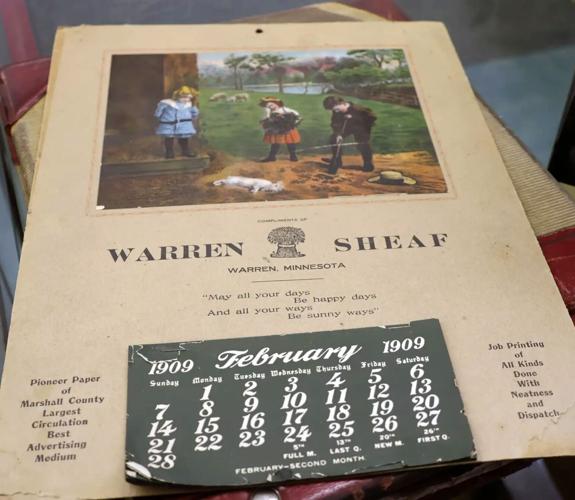 COMPLIMENTS OF
WARREN SHEAF
WARREN, MINNESOTA
"May all your days
Be happy days
And all your ways
Be sunny ways"
Pioneer Paper
of
Marshall County
Largest
Circulation
Best
Advertising
Medium
1909 February 1909
Sunday Monday Tuesday Wednesday Thursday Friday Saturday
1 2 3 4 5 6
7 8 9 10 11 12 13
14 15 16 17 18 19 20
21 22 23 24 25 26 27
28
5TH FULL M. 13TH LAST Q. 20TH NEW M. 26TH FIRST Q.
FEBRUARY–SECOND MONTH
Job Printing
of
All Kinds
Done
With
Neatness
and
Dispatch